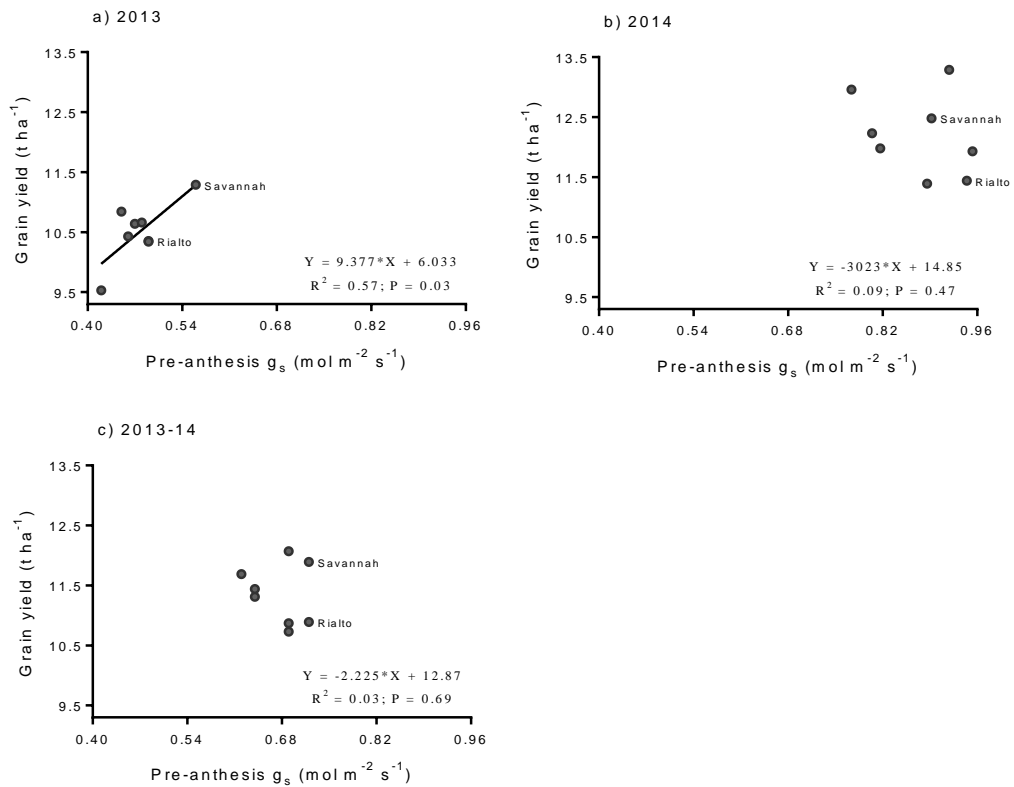 a) 2013
13.5
12.5
11.5
10.5
9.5
Grain yield (t ha⁻¹)
Savannah
Rialto
Y = 9.377*X + 6.033
R² = 0.57; P = 0.03
0.40 0.54 0.68 0.82 0.96
Pre-anthesis gₛ (mol m⁻² s⁻¹)
b) 2014
13.5
12.5
11.5
10.5
9.5
Grain yield (t ha⁻¹)
Savannah
Rialto
Y = -3023*X + 14.85
R² = 0.09; P = 0.47
0.40 0.54 0.68 0.82 0.96
Pre-anthesis gₛ (mol m⁻² s⁻¹)
c) 2013-14
13.5
12.5
11.5
10.5
9.5
Grain yield (t ha⁻¹)
Savannah
Rialto
Y = -2.225*X + 12.87
R² = 0.03; P = 0.69
0.40 0.54 0.68 0.82 0.96
Pre-anthesis gₛ (mol m⁻² s⁻¹)